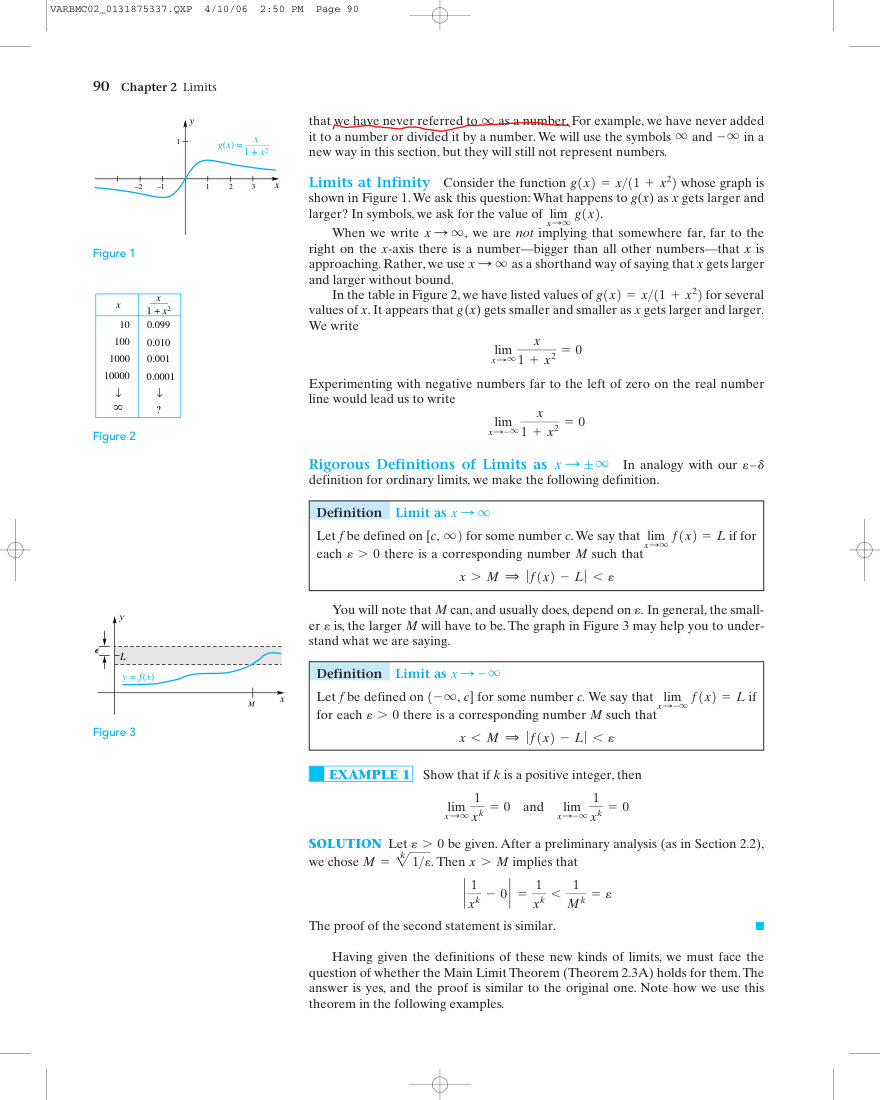 VARBMC02_0131875337.QXP 4/10/06 2:50 PM Page 90
90 Chapter 2 Limits
y
1
g(x) = x / 1 + x²
–2 –1 1 2 3 x
Figure 1
x x / 1 + x²
10 0.099
100 0.010
1000 0.001
10000 0.0001
↓ ↓
∞ ?
Figure 2
y
ϵ
L
y = f(x)
M x
Figure 3
that we have never referred to ∞ as a number. For example, we have never added
it to a number or divided it by a number. We will use the symbols ∞ and −∞ in a
new way in this section, but they will still not represent numbers.
Limits at Infinity Consider the function g(x) = x/(1 + x²) whose graph is
shown in Figure 1. We ask this question: What happens to g(x) as x gets larger and
larger? In symbols, we ask for the value of lim x→∞ g(x).
When we write x → ∞, we are not implying that somewhere far, far to the
right on the x-axis there is a number—bigger than all other numbers—that x is
approaching. Rather, we use x → ∞ as a shorthand way of saying that x gets larger
and larger without bound.
In the table in Figure 2, we have listed values of g(x) = x/(1 + x²) for several
values of x. It appears that g(x) gets smaller and smaller as x gets larger and larger.
We write
lim x→∞ x / 1 + x² = 0
Experimenting with negative numbers far to the left of zero on the real number
line would lead us to write
lim x→−∞ x / 1 + x² = 0
Rigorous Definitions of Limits as x → ±∞ In analogy with our ε–δ
definition for ordinary limits, we make the following definition.
Definition Limit as x → ∞
Let f be defined on [c, ∞) for some number c. We say that lim x→∞ f(x) = L if for
each ε > 0 there is a corresponding number M such that
x > M ⇒ |f(x) − L| < ε
You will note that M can, and usually does, depend on ε. In general, the small-
er ε is, the larger M will have to be. The graph in Figure 3 may help you to under-
stand what we are saying.
Definition Limit as x → −∞
Let f be defined on (−∞, c] for some number c. We say that lim x→−∞ f(x) = L if
for each ε > 0 there is a corresponding number M such that
x < M ⇒ |f(x) − L| < ε
EXAMPLE 1 Show that if k is a positive integer, then
lim x→∞ 1/xᵏ = 0 and lim x→−∞ 1/xᵏ = 0
SOLUTION Let ε > 0 be given. After a preliminary analysis (as in Section 2.2),
we chose M = ᵏ√1/ε. Then x > M implies that
|1/xᵏ − 0| = 1/xᵏ < 1/Mᵏ = ε
The proof of the second statement is similar.
Having given the definitions of these new kinds of limits, we must face the
question of whether the Main Limit Theorem (Theorem 2.3A) holds for them. The
answer is yes, and the proof is similar to the original one. Note how we use this
theorem in the following examples.